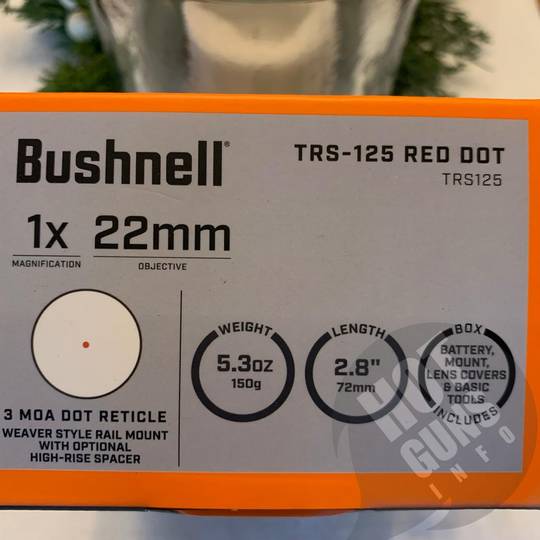 Bushnell®
TRS-125 RED DOT
TRS125
1x 22mm
MAGNIFICATION OBJECTIVE
3 MOA DOT RETICLE
WEAVER STYLE RAIL MOUNT
WITH OPTIONAL
HIGH-RISE SPACER
WEIGHT
5.3oz
150g
LENGTH
2.8"
72mm
BOX
BATTERY,
MOUNT,
LENS COVERS
& BASIC
TOOLS
INCLUDES
GUNS
INFO